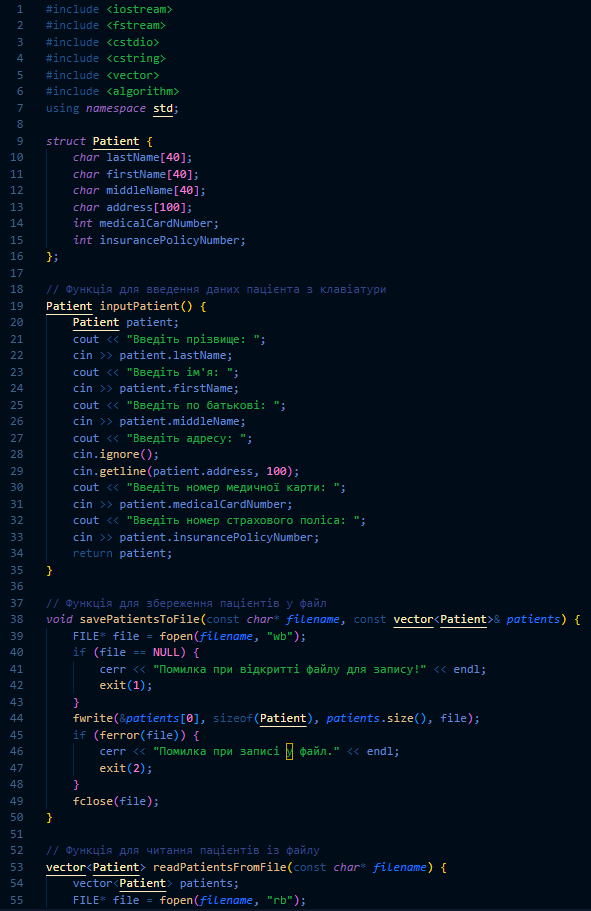 1 #include <iostream>
2 #include <fstream>
3 #include <cstdio>
4 #include <cstring>
5 #include <vector>
6 #include <algorithm>
7 using namespace std;
8
9 struct Patient {
10     char lastName[40];
11     char firstName[40];
12     char middleName[40];
13     char address[100];
14     int medicalCardNumber;
15     int insurancePolicyNumber;
16 };
17
18 // Функція для введення даних пацієнта з клавіатури
19 Patient inputPatient() {
20     Patient patient;
21     cout << "Введіть прізвище: ";
22     cin >> patient.lastName;
23     cout << "Введіть ім'я: ";
24     cin >> patient.firstName;
25     cout << "Введіть по батькові: ";
26     cin >> patient.middleName;
27     cout << "Введіть адресу: ";
28     cin.ignore();
29     cin.getline(patient.address, 100);
30     cout << "Введіть номер медичної карти: ";
31     cin >> patient.medicalCardNumber;
32     cout << "Введіть номер страхового поліса: ";
33     cin >> patient.insurancePolicyNumber;
34     return patient;
35 }
36
37 // Функція для збереження пацієнтів у файл
38 void savePatientsToFile(const char* filename, const vector<Patient>& patients) {
39     FILE* file = fopen(filename, "wb");
40     if (file == NULL) {
41         cerr << "Помилка при відкритті файлу для запису!" << endl;
42         exit(1);
43     }
44     fwrite(&patients[0], sizeof(Patient), patients.size(), file);
45     if (ferror(file)) {
46         cerr << "Помилка при записі у файл." << endl;
47         exit(2);
48     }
49     fclose(file);
50 }
51
52 // Функція для читання пацієнтів із файлу
53 vector<Patient> readPatientsFromFile(const char* filename) {
54     vector<Patient> patients;
55     FILE* file = fopen(filename, "rb");